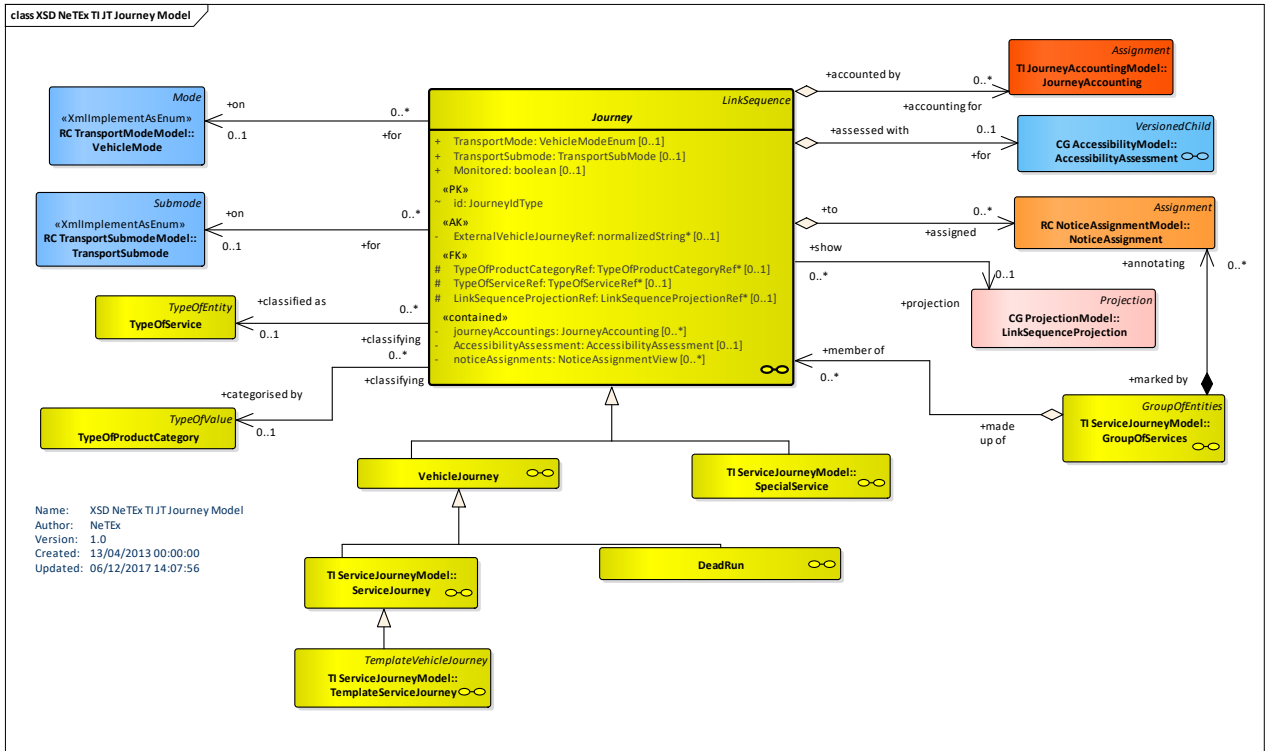 class XSD NeTEx TI JT Journey Model
Mode
«XmlImplementAsEnum»
RC TransportModeModel::
VehicleMode
+on
0..1
0..*
+for
Submode
«XmlImplementAsEnum»
RC TransportSubmodeModel::
TransportSubmode
+on
0..1
0..*
+for
TypeOfEntity
TypeOfService
+classified as
0..1
0..*
+classifying
TypeOfValue
TypeOfProductCategory
+categorised by
0..1
0..*
+classifying
LinkSequence
Journey
+ TransportMode: VehicleModeEnum [0..1]
+ TransportSubmode: TransportSubMode [0..1]
+ Monitored: boolean [0..1]
«PK»
~ id: JourneyIdType
«AK»
- ExternalVehicleJourneyRef: normalizedString* [0..1]
«FK»
# TypeOfProductCategoryRef: TypeOfProductCategoryRef* [0..1]
# TypeOfServiceRef: TypeOfServiceRef* [0..1]
# LinkSequenceProjectionRef: LinkSequenceProjectionRef* [0..1]
«contained»
- journeyAccountings: JourneyAccounting [0..*]
- AccessibilityAssessment: AccessibilityAssessment [0..1]
- noticeAssignments: NoticeAssignmentView [0..*]
+accounted by
0..*
+accounting for
Assignment
TI JourneyAccountingModel::
JourneyAccounting
+assessed with
0..1
+for
VersionedChild
CG AccessibilityModel::
AccessibilityAssessment
+to
0..*
+assigned
Assignment
RC NoticeAssignmentModel::
NoticeAssignment
+show
0..*
0..1
+projection
Projection
CG ProjectionModel::
LinkSequenceProjection
+annotating
0..*
+marked by
+member of
0..*
+made
up of
GroupOfEntities
TI ServiceJourneyModel::
GroupOfServices
VehicleJourney
TI ServiceJourneyModel::
SpecialService
Name: XSD NeTEx TI JT Journey Model
Author: NeTEx
Version: 1.0
Created: 13/04/2013 00:00:00
Updated: 06/12/2017 14:07:56
TI ServiceJourneyModel::
ServiceJourney
DeadRun
TemplateVehicleJourney
TI ServiceJourneyModel::
TemplateServiceJourney